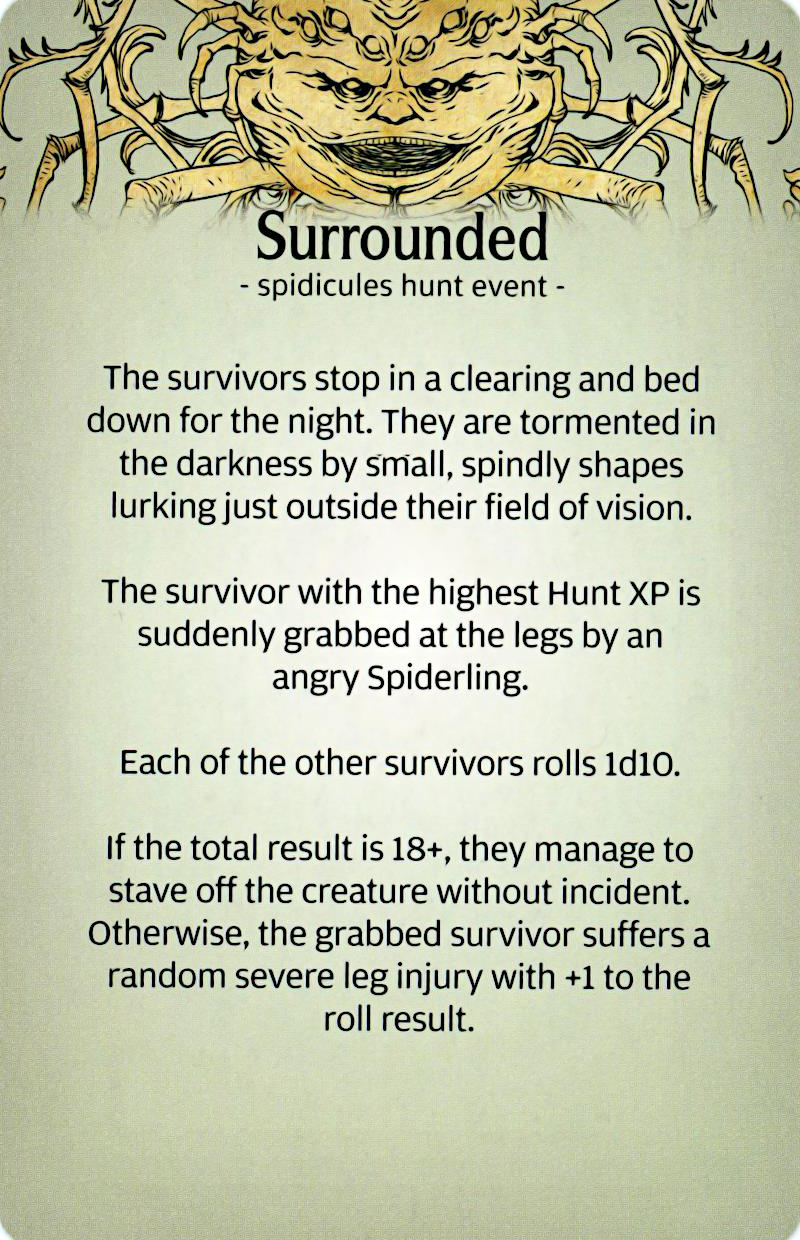 Surrounded
- spidicules hunt event -
The survivors stop in a clearing and bed
down for the night. They are tormented in
the darkness by small, spindly shapes
lurking just outside their field of vision.
The survivor with the highest Hunt XP is
suddenly grabbed at the legs by an
angry Spiderling.
Each of the other survivors rolls 1d10.
If the total result is 18+, they manage to
stave off the creature without incident.
Otherwise, the grabbed survivor suffers a
random severe leg injury with +1 to the
roll result.